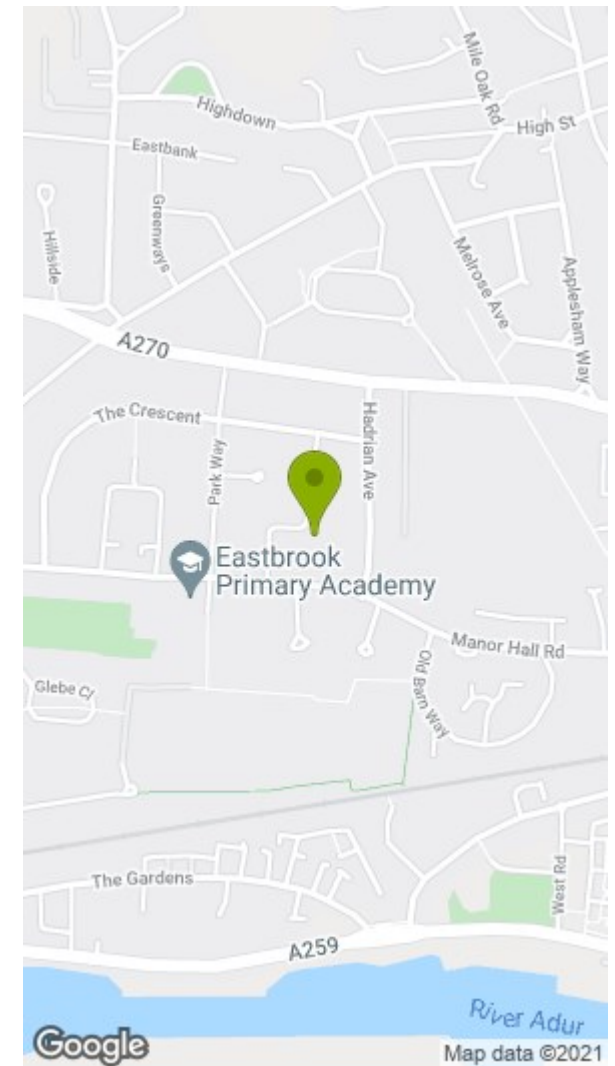 Mile Oak Rd
Highdown
High St
Eastbank
Greenways
Hillside
Melrose Ave
Applesham Way
A270
The Crescent
Hadrian Ave
Park Way
Eastbrook
Primary Academy
Manor Hall Rd
Old Barn Way
Glebe Cl
The Gardens
West Rd
A259
River Adur
Google
Map data ©2021